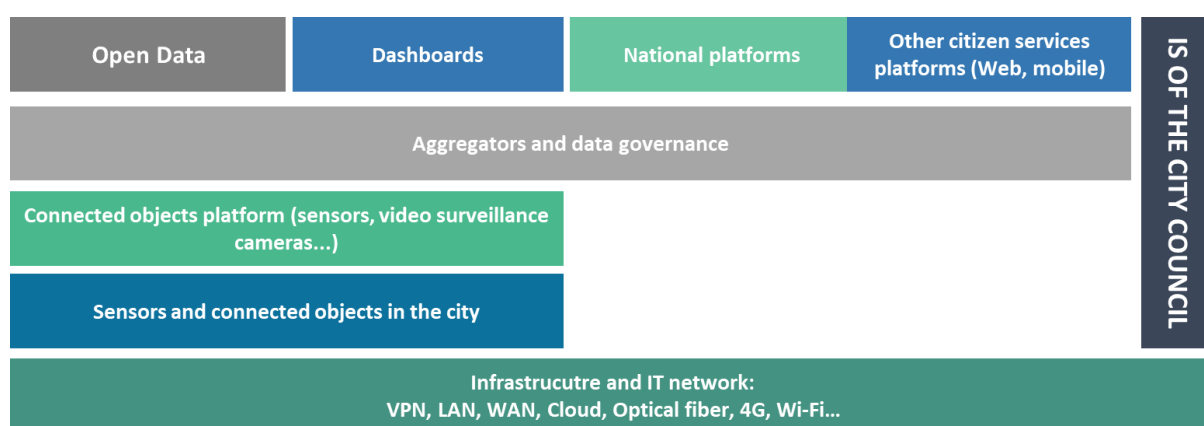 Open Data
Dashboards
National platforms
Other citizen services
platforms (Web, mobile)
IS OF THE CITY COUNCIL
Aggregators and data governance
Connected objects platform (sensors, video surveillance
cameras...)
Sensors and connected objects in the city
Infrastrucutre and IT network:
VPN, LAN, WAN, Cloud, Optical fiber, 4G, Wi-Fi...